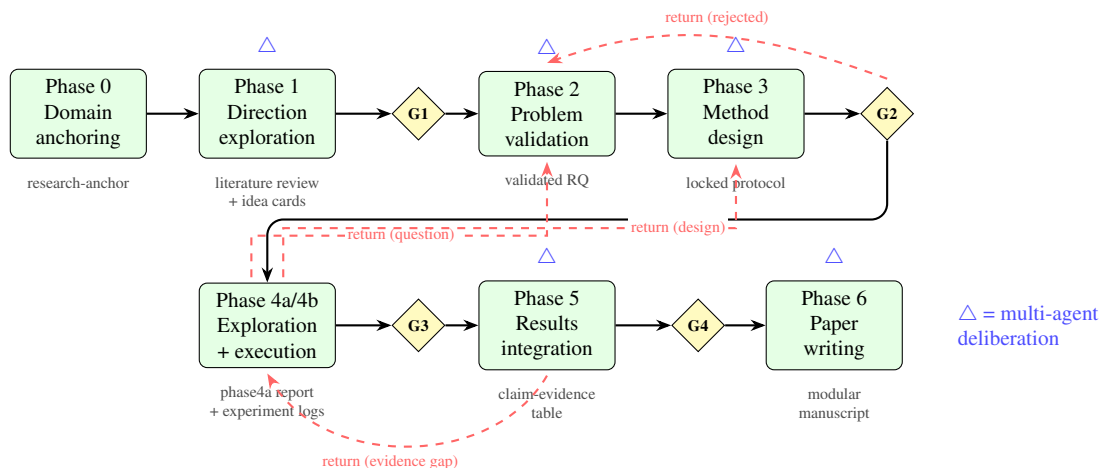 return (rejected)
Phase 0
Domain
anchoring
Phase 1
Direction
exploration
G1
Phase 2
Problem
validation
Phase 3
Method
design
G2
research-anchor
literature review
+ idea cards
validated RQ
locked protocol
return (question)
return (design)
Phase 4a/4b
Exploration
+ execution
G3
Phase 5
Results
integration
G4
Phase 6
Paper
writing
△ = multi-agent
deliberation
phase4a report
+ experiment logs
claim-evidence
table
modular
manuscript
return (evidence gap)